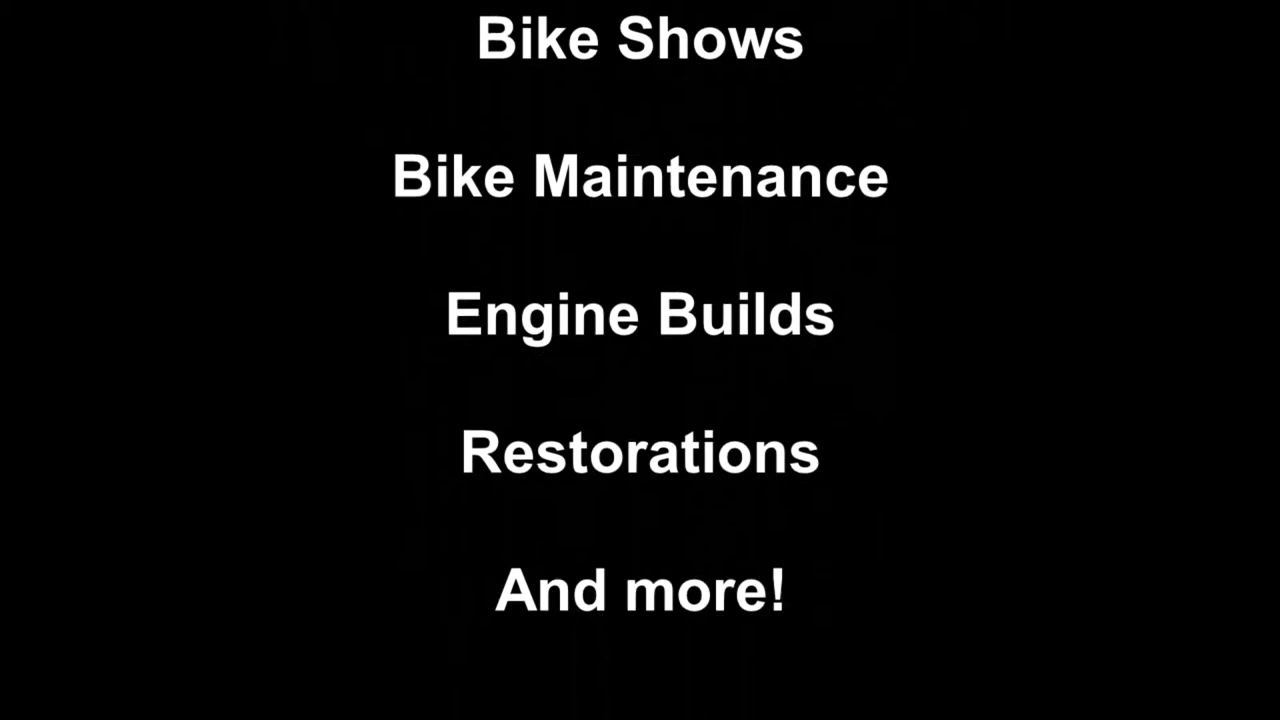 Bike Shows
Bike Maintenance
Engine Builds
Restorations
And more!